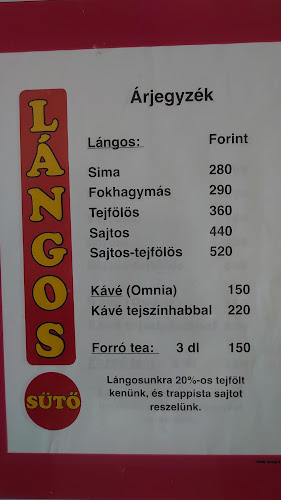 LÁNGOS
SÜTŐ
Árjegyzék
Lángos: Forint
Sima 280
Fokhagymás 290
Tejfölös 360
Sajtos 440
Sajtos-tejfölös 520
Kávé (Omnia) 150
Kávé tejszínhabbal 220
Forró tea: 3 dl 150
Lángosunkra 20%-os tejfölt
kenünk, és trappista sajtot
reszelünk.